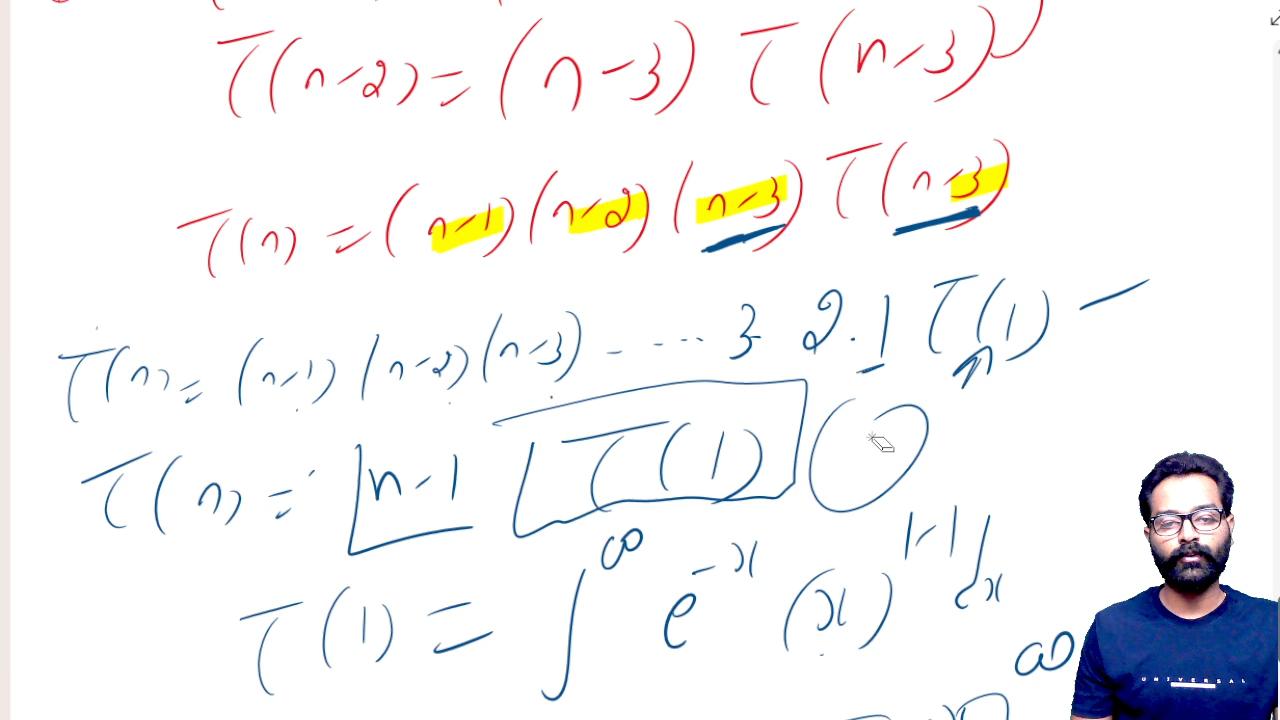 Γ(n-2) = (n-3) Γ(n-3)
Γ(n) = (n-1)(n-2)(n-3) Γ(n-3)
Γ(n) = (n-1)(n-2)(n-3) - ... 3 2.1 Γ(1) -
Γ(n) = ⌊n-1 Γ(1)
Γ(1) = ∫ ∞ e^-x (x)^1-1 dx
∞
UNIVERSAL